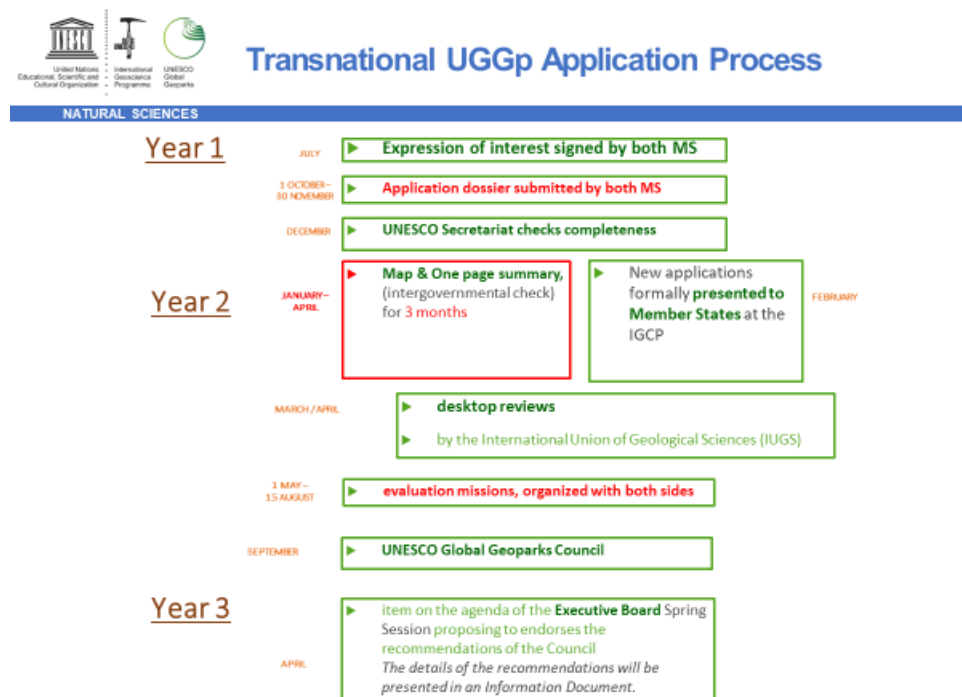 United Nations
Educational, Scientific and
Cultural Organization
International
Geoscience
Programme
UNESCO
Global
Geoparks
Transnational UGGp Application Process
NATURAL SCIENCES
Year 1
JULY
Expression of interest signed by both MS
1 OCTOBER–
30 NOVEMBER
Application dossier submitted by both MS
DECEMBER
UNESCO Secretariat checks completeness
Year 2
JANUARY–
APRIL
Map & One page summary,
(intergovernmental check)
for 3 months
New applications
formally presented to
Member States at the
IGCP
FEBRUARY
MARCH / APRIL
desktop reviews
by the International Union of Geological Sciences (IUGS)
1 MAY –
15 AUGUST
evaluation missions, organized with both sides
SEPTEMBER
UNESCO Global Geoparks Council
Year 3
APRIL
item on the agenda of the Executive Board Spring
Session proposing to endorses the
recommendations of the Council
The details of the recommendations will be
presented in an Information Document.